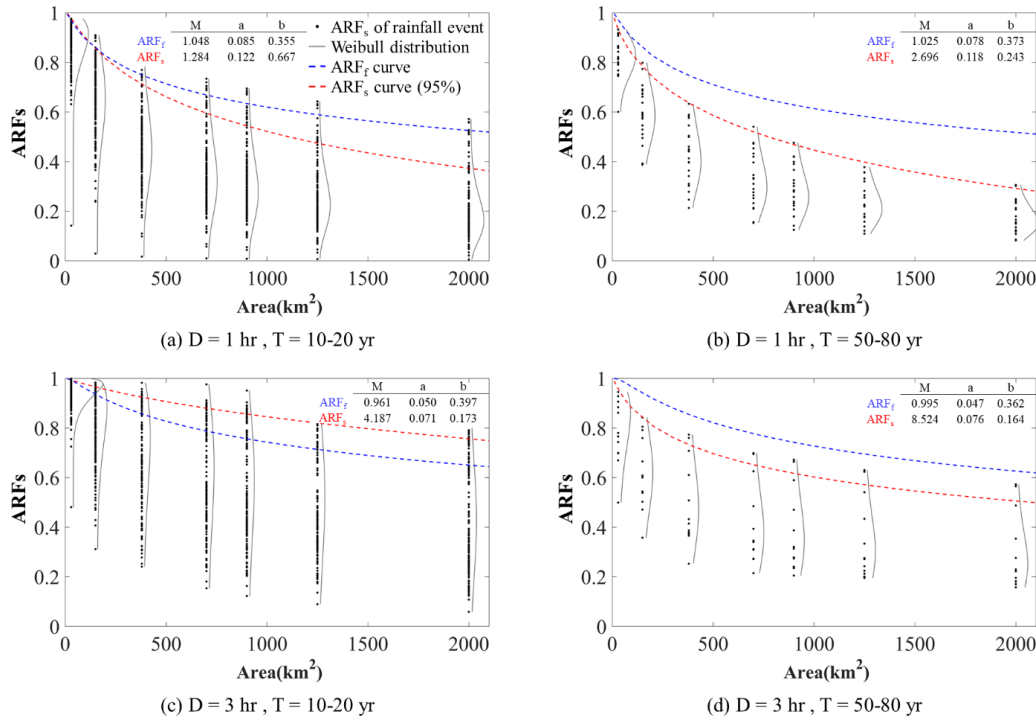 M a b
ARFf 1.048 0.085 0.355
ARFs 1.284 0.122 0.667
ARFs of rainfall event
Weibull distribution
ARFf curve
ARFs curve (95%)
ARFs
1
0.8
0.6
0.4
0.2
0
0 500 1000 1500 2000
Area(km²)
(a) D = 1 hr , T = 10-20 yr
M a b
ARFf 1.025 0.078 0.373
ARFs 2.696 0.118 0.243
ARFs
1
0.8
0.6
0.4
0.2
0
0 500 1000 1500 2000
Area(km²)
(b) D = 1 hr , T = 50-80 yr
M a b
ARFf 0.961 0.050 0.397
ARFs 4.187 0.071 0.173
ARFs
1
0.8
0.6
0.4
0.2
0
0 500 1000 1500 2000
Area(km²)
(c) D = 3 hr , T = 10-20 yr
M a b
ARFf 0.995 0.047 0.362
ARFs 8.524 0.076 0.164
ARFs
1
0.8
0.6
0.4
0.2
0
0 500 1000 1500 2000
Area(km²)
(d) D = 3 hr , T = 50-80 yr